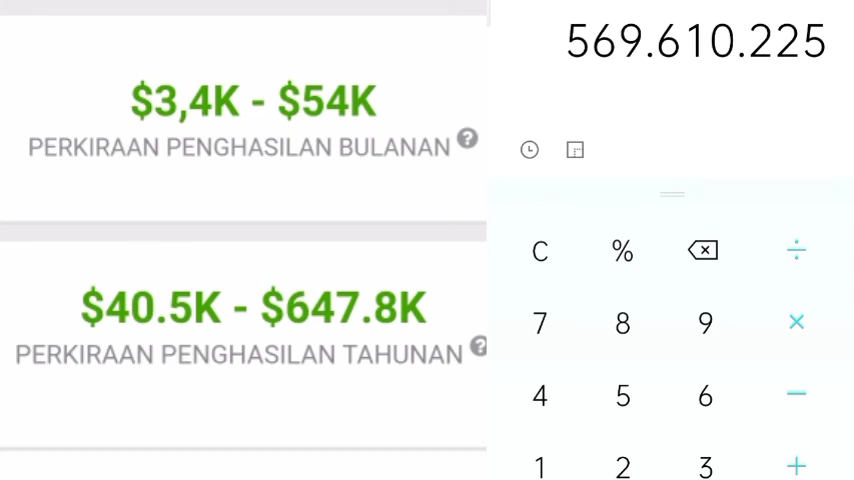 $3,4K - $54K
PERKIRAAN PENGHASILAN BULANAN ?
$40.5K - $647.8K
PERKIRAAN PENGHASILAN TAHUNAN ?
569.610.225
C % ÷
7 8 9 ×
4 5 6 −
1 2 3 +